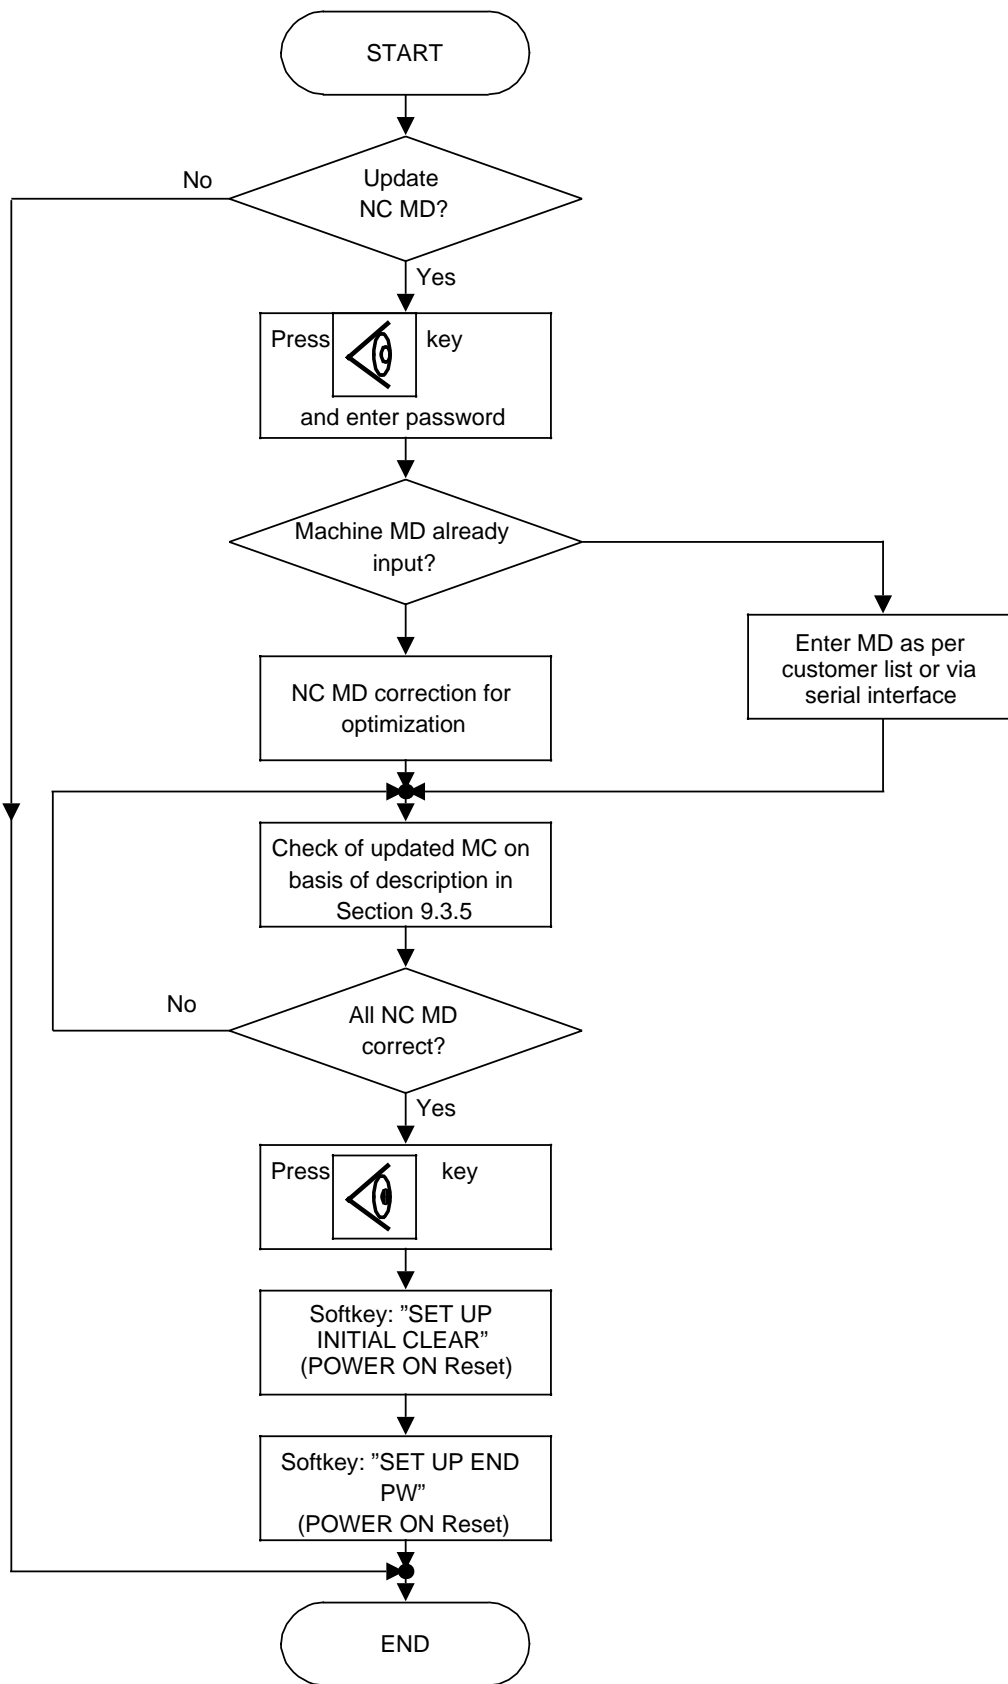 START
Update
NC MD?
No
Yes
Press key
and enter password
Machine MD already
input?
Enter MD as per
customer list or via
serial interface
NC MD correction for
optimization
Check of updated MC on
basis of description in
Section 9.3.5
All NC MD
correct?
No
Yes
Press key
Softkey: ”SET UP
INITIAL CLEAR”
(POWER ON Reset)
Softkey: ”SET UP END
PW”
(POWER ON Reset)
END